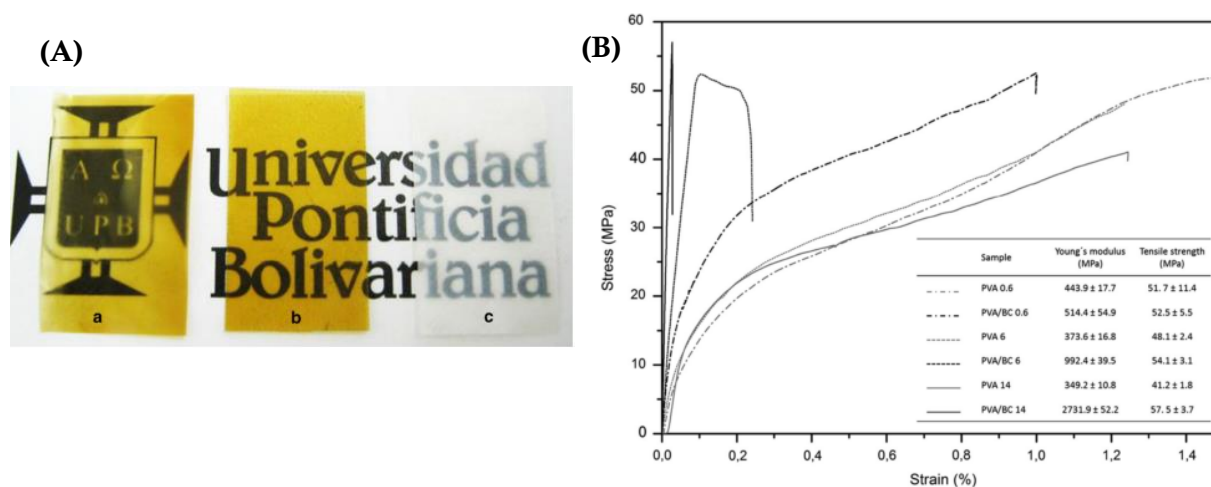 (A)
Α Ω
UPB
Universidad
Pontificia
Bolivariana
a
b
c
(B)
Stress (MPa)
60
50
40
30
20
10
0
0,0 0,2 0,4 0,6 0,8 1,0 1,2 1,4
Strain (%)
Sample Young´s modulus (MPa) Tensile strength (MPa)
PVA 0.6 443.9 ± 17.7 51. 7 ± 11.4
PVA/BC 0.6 514.4 ± 54.9 52.5 ± 5.5
PVA 6 373.6 ± 16.8 48.1 ± 2.4
PVA/BC 6 992.4 ± 39.5 54.1 ± 3.1
PVA 14 349.2 ± 10.8 41.2 ± 1.8
PVA/BC 14 2731.9 ± 52.2 57. 5 ± 3.7